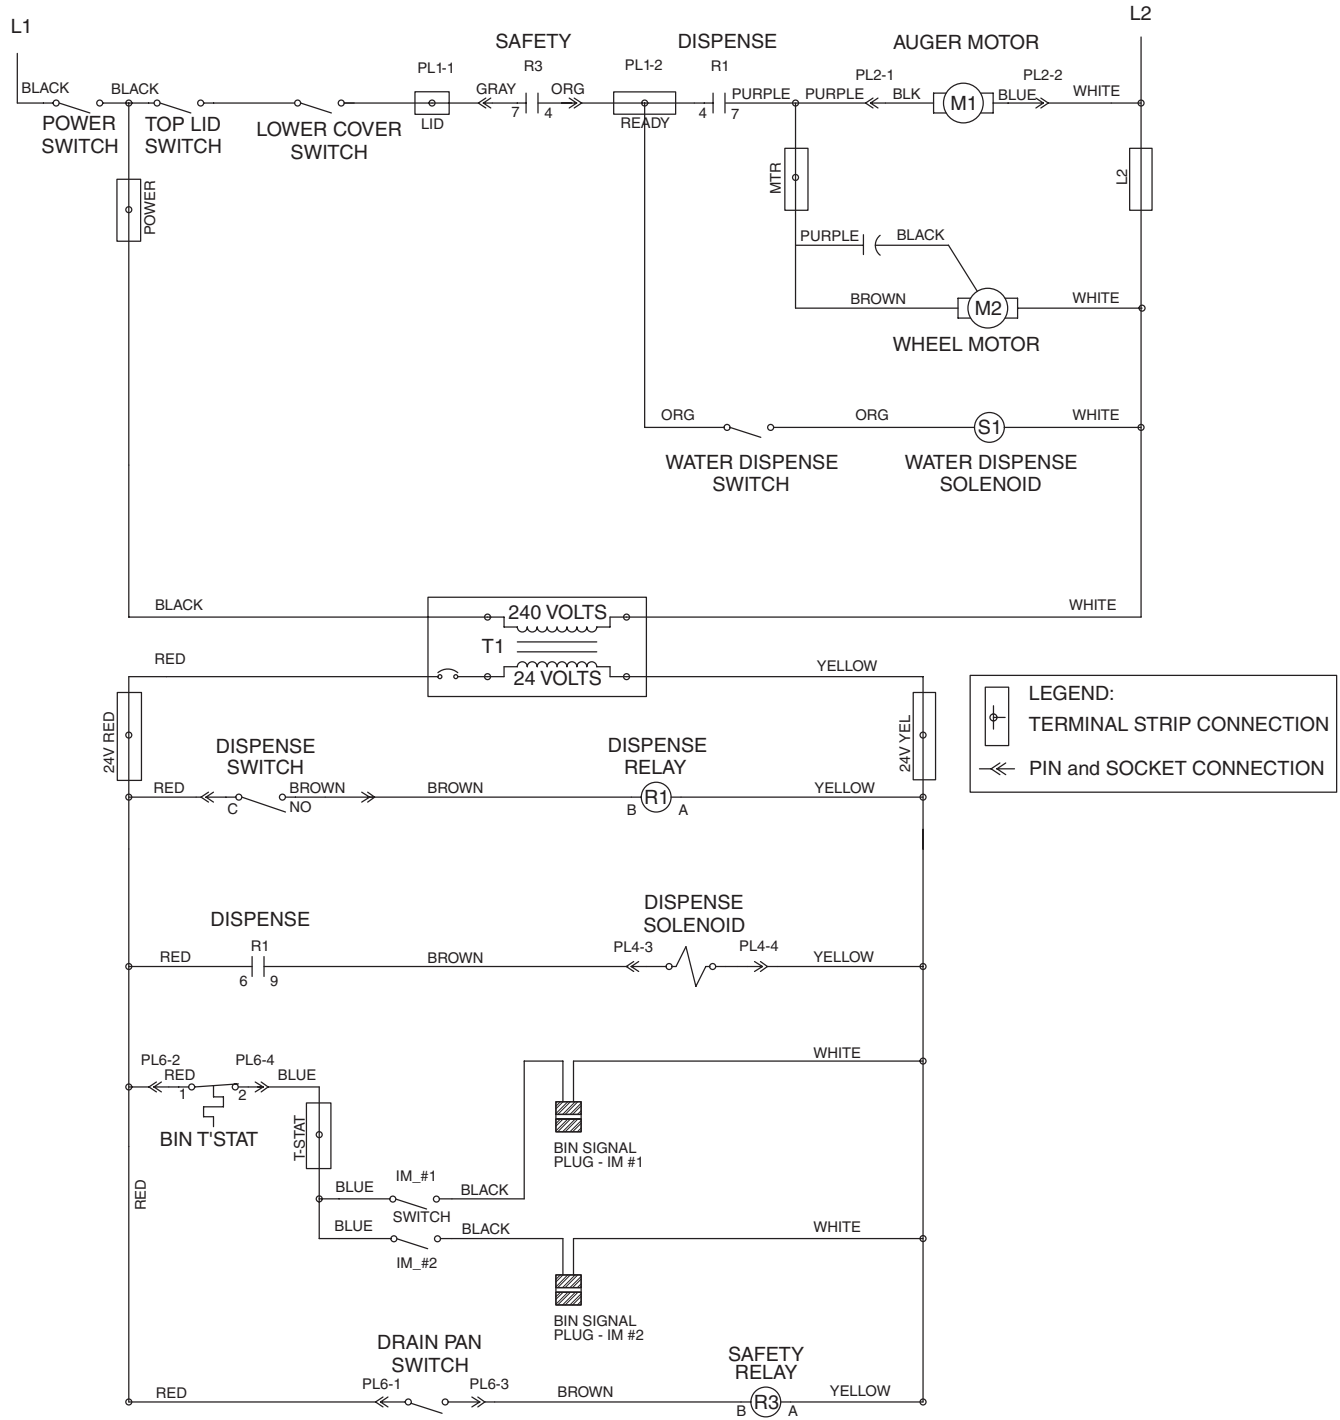 L1
L2
SAFETY
DISPENSE
AUGER MOTOR
PL1-1
R3
PL1-2
R1
PL2-1
PL2-2
BLACK
BLACK
GRAY
ORG
PURPLE
PURPLE
BLK
M1
BLUE
WHITE
7
4
4
7
POWER
SWITCH
TOP LID
SWITCH
LOWER COVER
SWITCH
LID
READY
POWER
MTR
L2
PURPLE
BLACK
BROWN
M2
WHITE
WHEEL MOTOR
ORG
ORG
S1
WHITE
WATER DISPENSE
SWITCH
WATER DISPENSE
SOLENOID
BLACK
240 VOLTS
WHITE
T1
RED
24 VOLTS
YELLOW
24V RED
24V YEL
LEGEND:
TERMINAL STRIP CONNECTION
PIN and SOCKET CONNECTION
DISPENSE
SWITCH
DISPENSE
RELAY
RED
C
BROWN
NO
BROWN
B
R1
A
YELLOW
DISPENSE
DISPENSE
SOLENOID
RED
R1
6
9
BROWN
PL4-3
PL4-4
YELLOW
PL6-2
PL6-4
RED
BLUE
1
2
BIN T'STAT
T-STAT
WHITE
BIN SIGNAL
PLUG - IM #1
RED
BLUE
IM_#1
SWITCH
BLACK
BLUE
IM_#2
BLACK
WHITE
BIN SIGNAL
PLUG - IM #2
DRAIN PAN
SWITCH
SAFETY
RELAY
RED
PL6-1
PL6-3
BROWN
B
R3
A
YELLOW